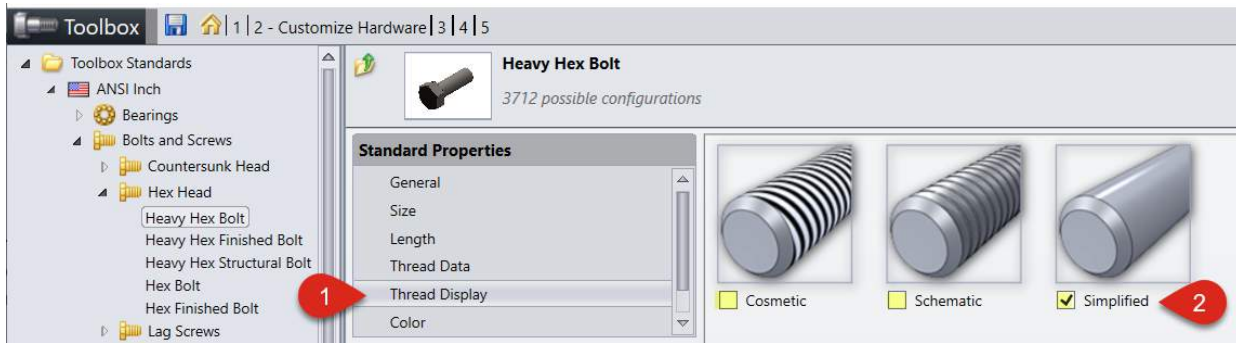 Toolbox 1 2 - Customize Hardware 3 4 5
Toolbox Standards
ANSI Inch
Bearings
Bolts and Screws
Countersunk Head
Hex Head
Heavy Hex Bolt
Heavy Hex Finished Bolt
Heavy Hex Structural Bolt
Hex Bolt
Hex Finished Bolt
Lag Screws
Heavy Hex Bolt
3712 possible configurations
Standard Properties
General
Size
Length
Thread Data
1 Thread Display
Color
Cosmetic
Schematic
Simplified 2